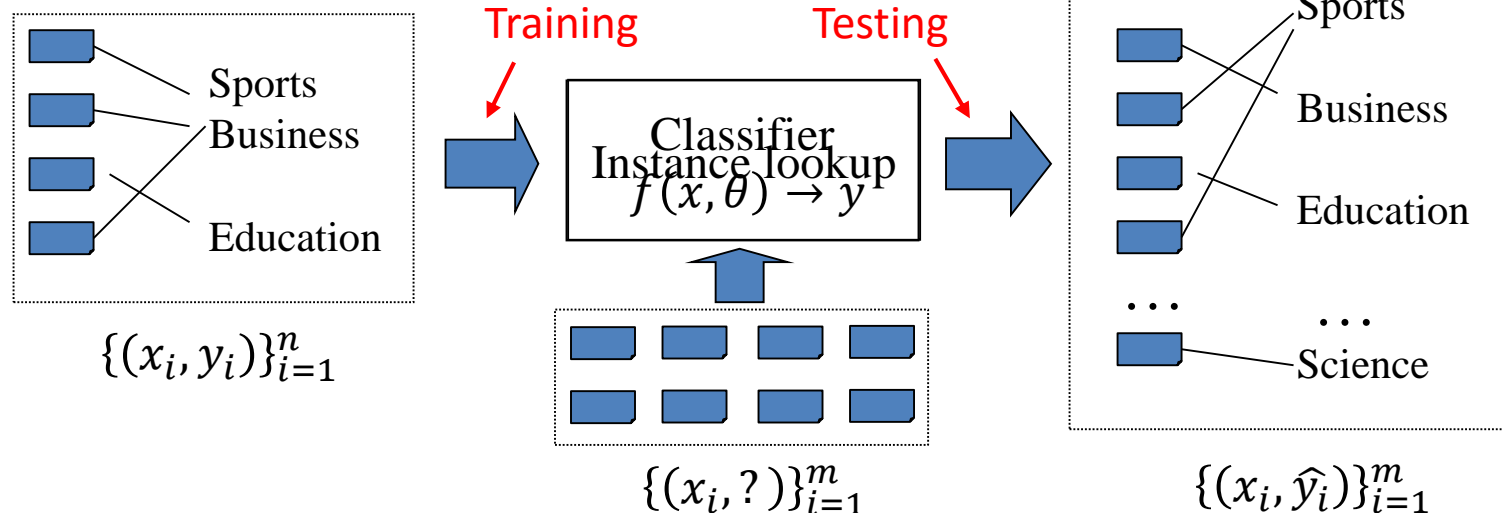 Training
Testing
Sports
Business
Education
{(x_i, y_i)}_{i=1}^n
Classifier
Instance lookup
f(x, θ) → y
{(x_i, ?)}_{i=1}^m
Sports
Business
Education
... ...
Science
{(x_i, ŷ_i)}_{i=1}^m